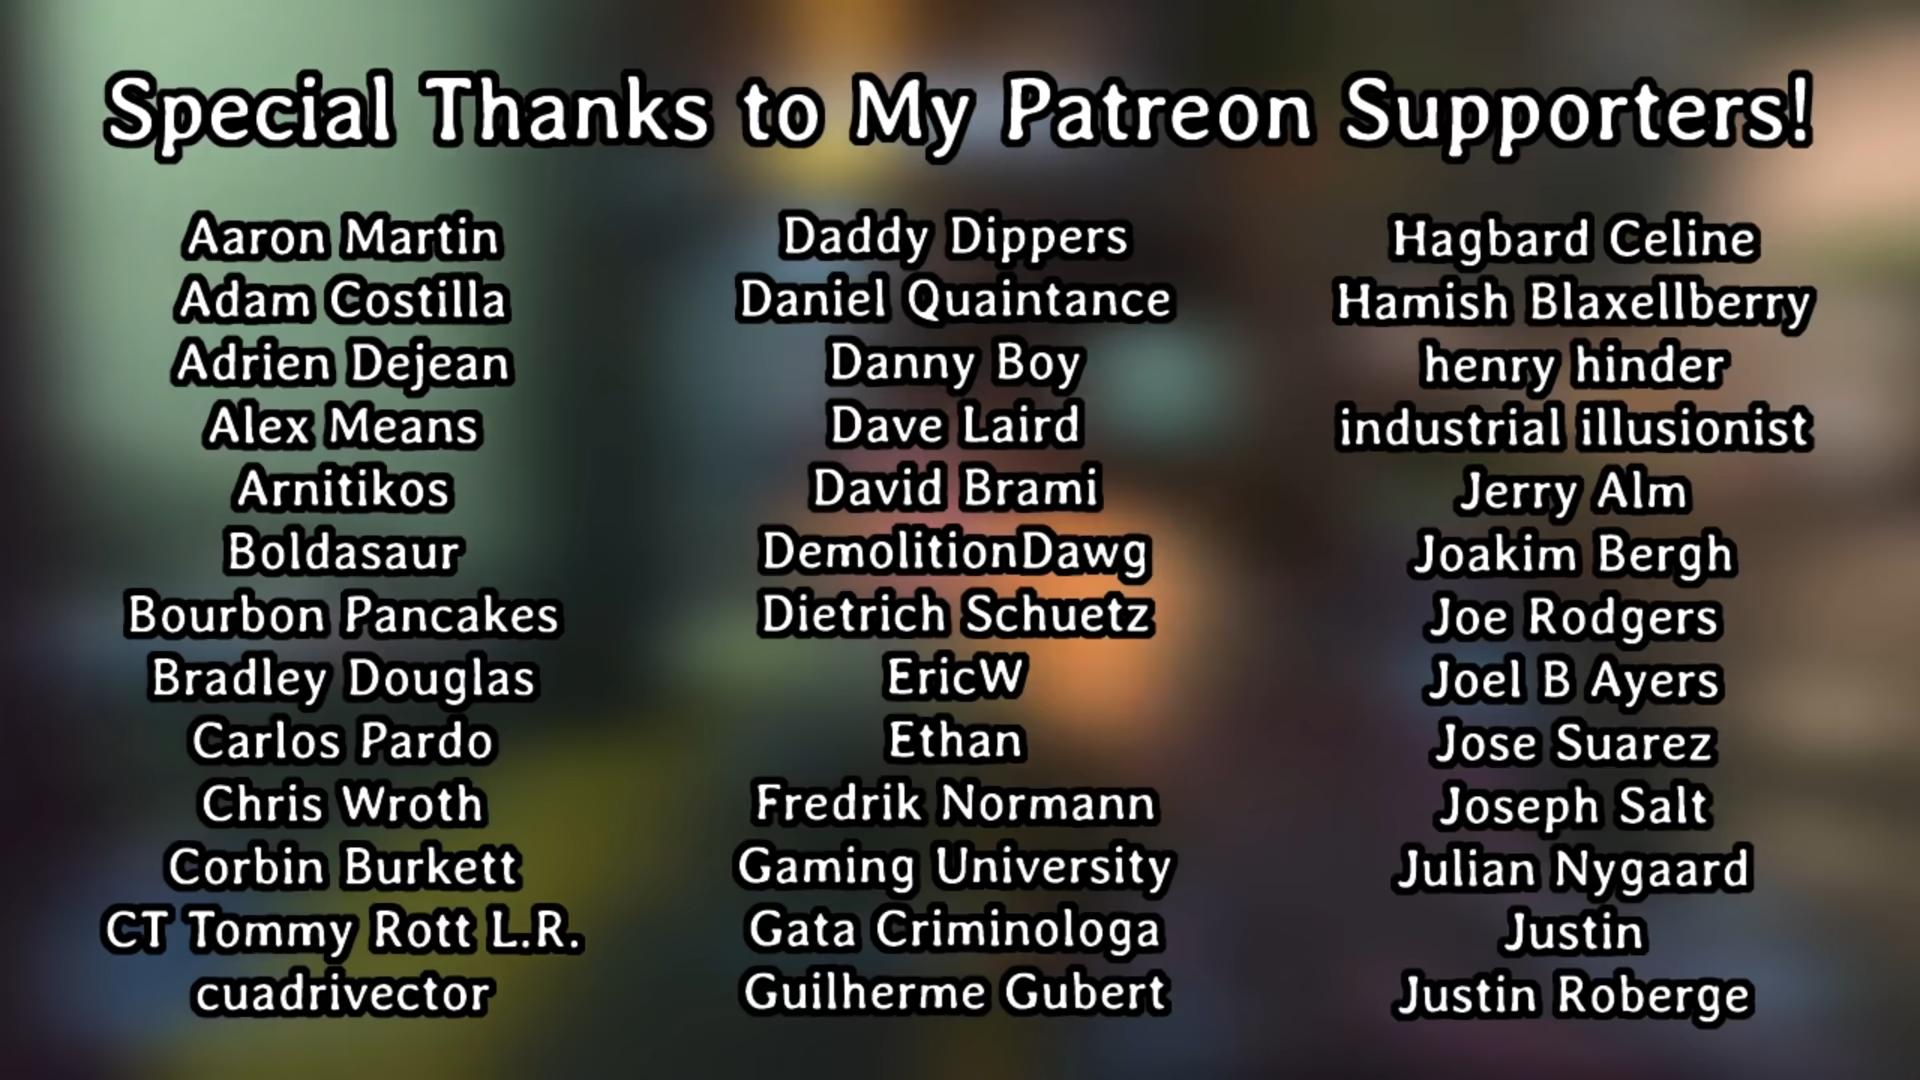 Special Thanks to My Patreon Supporters!
Aaron Martin
Adam Costilla
Adrien Dejean
Alex Means
Arnitikos
Boldasaur
Bourbon Pancakes
Bradley Douglas
Carlos Pardo
Chris Wroth
Corbin Burkett
CT Tommy Rott L.R.
cuadrivector
Daddy Dippers
Daniel Quaintance
Danny Boy
Dave Laird
David Brami
DemolitionDawg
Dietrich Schuetz
EricW
Ethan
Fredrik Normann
Gaming University
Gata Criminologa
Guilherme Gubert
Hagbard Celine
Hamish Blaxellberry
henry hinder
industrial illusionist
Jerry Alm
Joakim Bergh
Joe Rodgers
Joel B Ayers
Jose Suarez
Joseph Salt
Julian Nygaard
Justin
Justin Roberge